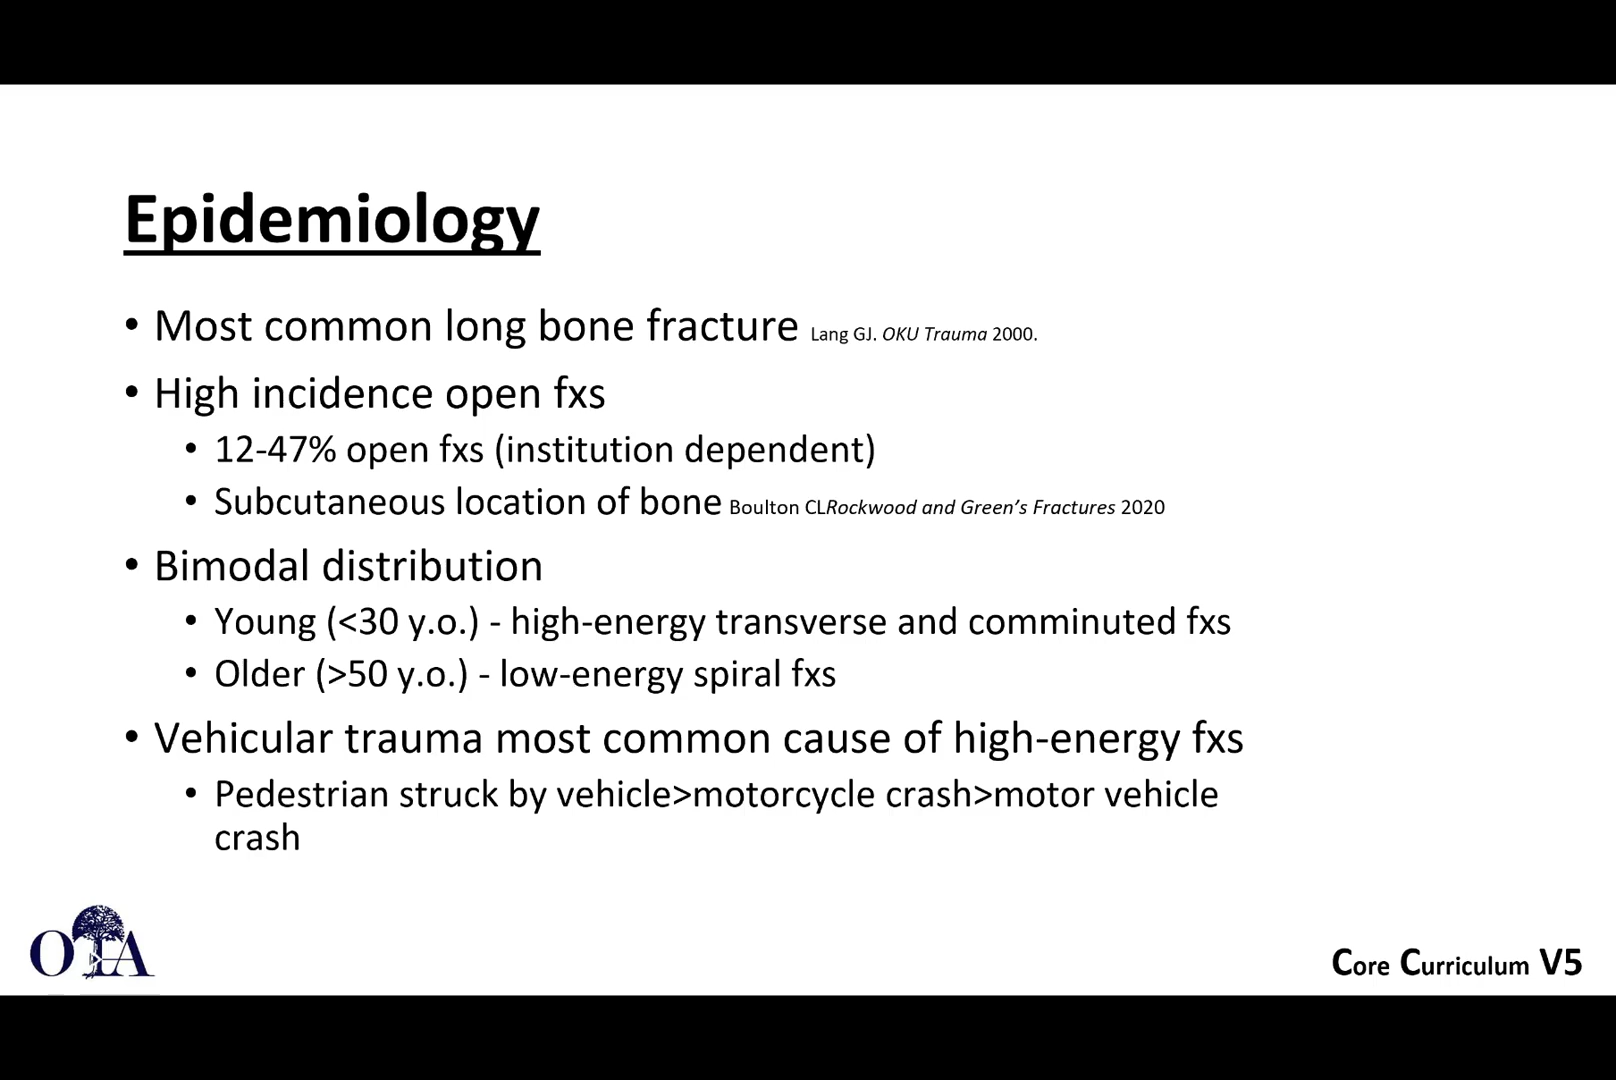 Epidemiology
• Most common long bone fracture Lang GJ. OKU Trauma 2000.
• High incidence open fxs
• 12-47% open fxs (institution dependent)
• Subcutaneous location of bone Boulton CLRockwood and Green's Fractures 2020
• Bimodal distribution
• Young (<30 y.o.) - high-energy transverse and comminuted fxs
• Older (>50 y.o.) - low-energy spiral fxs
• Vehicular trauma most common cause of high-energy fxs
• Pedestrian struck by vehicle>motorcycle crash>motor vehicle
crash
OTA
Core Curriculum V5